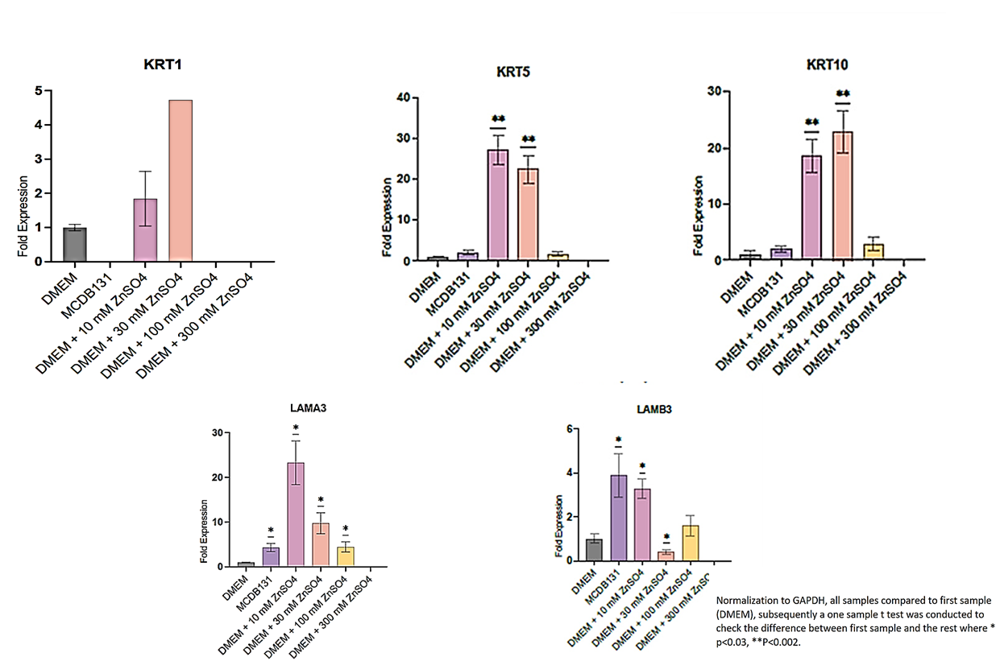 KRT1
5
4
3
2
1
0
Fold Expression
DMEM
MCDB131
DMEM + 10 mM ZnSO4
DMEM + 30 mM ZnSO4
DMEM + 100 mM ZnSO4
DMEM + 300 mM ZnSO4
KRT5
40
30
20
10
0
Fold Expression
** **
DMEM
MCDB131
DMEM + 10 mM ZnSO4
DMEM + 30 mM ZnSO4
DMEM + 100 mM ZnSO4
DMEM + 300 mM ZnSO4
KRT10
30
20
10
0
Fold Expression
** **
DMEM
MCDB131
DMEM + 10 mM ZnSO4
DMEM + 30 mM ZnSO4
DMEM + 100 mM ZnSO4
DMEM + 300 mM ZnSO4
LAMA3
30
20
10
0
Fold Expression
* * * *
DMEM
MCDB131
DMEM + 10 mM ZnSO4
DMEM + 30 mM ZnSO4
DMEM + 100 mM ZnSO4
DMEM + 300 mM ZnSO4
LAMB3
6
4
2
0
Fold Expression
* * *
DMEM
MCDB131
DMEM + 10 mM ZnSO4
DMEM + 30 mM ZnSO4
DMEM + 100 mM ZnSO4
DMEM + 300 mM ZnSC
Normalization to GAPDH, all samples compared to first sample
(DMEM), subsequently a one sample t test was conducted to
check the difference between first sample and the rest where *
p<0.03, **P<0.002.